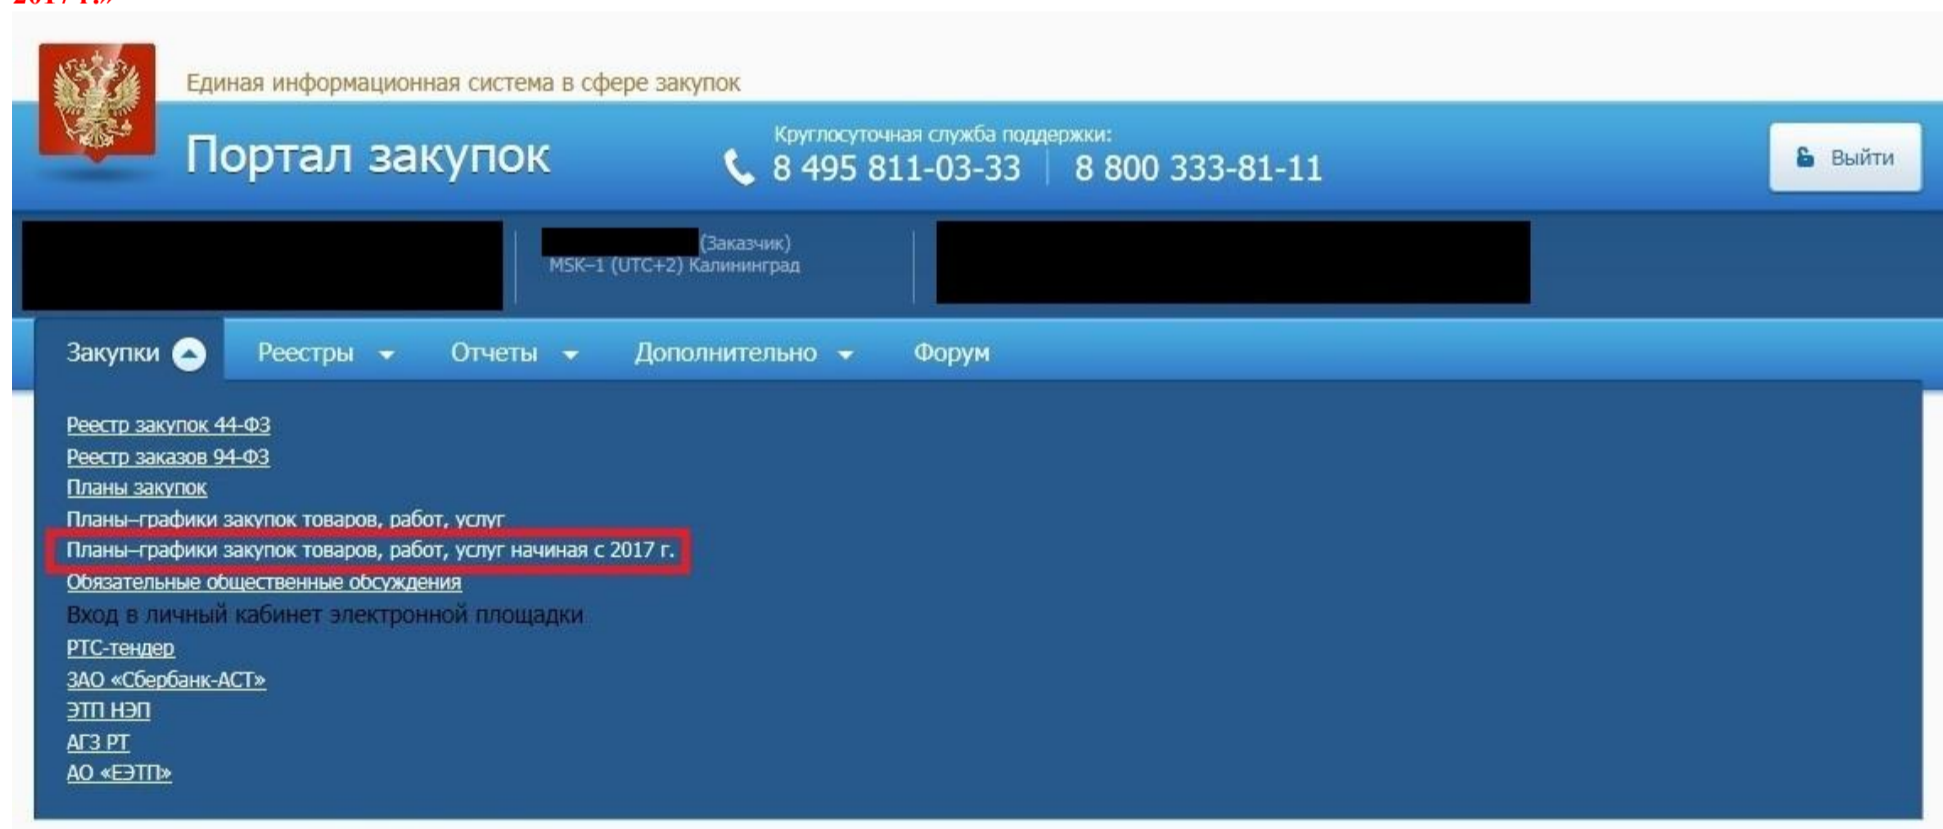 2017 г.»
Единая информационная система в сфере закупок
Портал закупок
Круглосуточная служба поддержки:
8 495 811-03-33 8 800 333-81-11
Выйти
(Заказчик)
MSK–1 (UTC+2) Калининград
Закупки Реестры Отчеты Дополнительно Форум
Реестр закупок 44-ФЗ
Реестр заказов 94-ФЗ
Планы закупок
Планы–графики закупок товаров, работ, услуг
Планы–графики закупок товаров, работ, услуг начиная с 2017 г.
Обязательные общественные обсуждения
Вход в личный кабинет электронной площадки
РТС-тендер
ЗАО «Сбербанк-АСТ»
ЭТП НЭП
АГЗ РТ
АО «ЕЭТП»